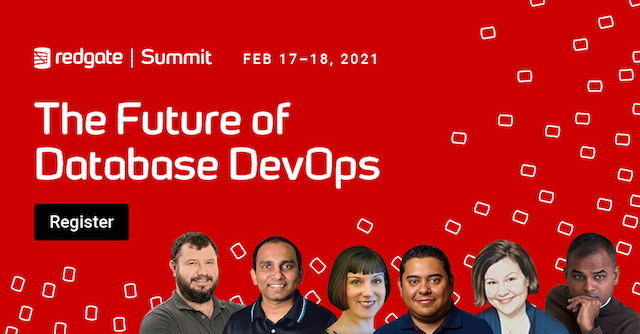 redgate | Summit FEB 17–18, 2021
The Future of
Database DevOps
Register